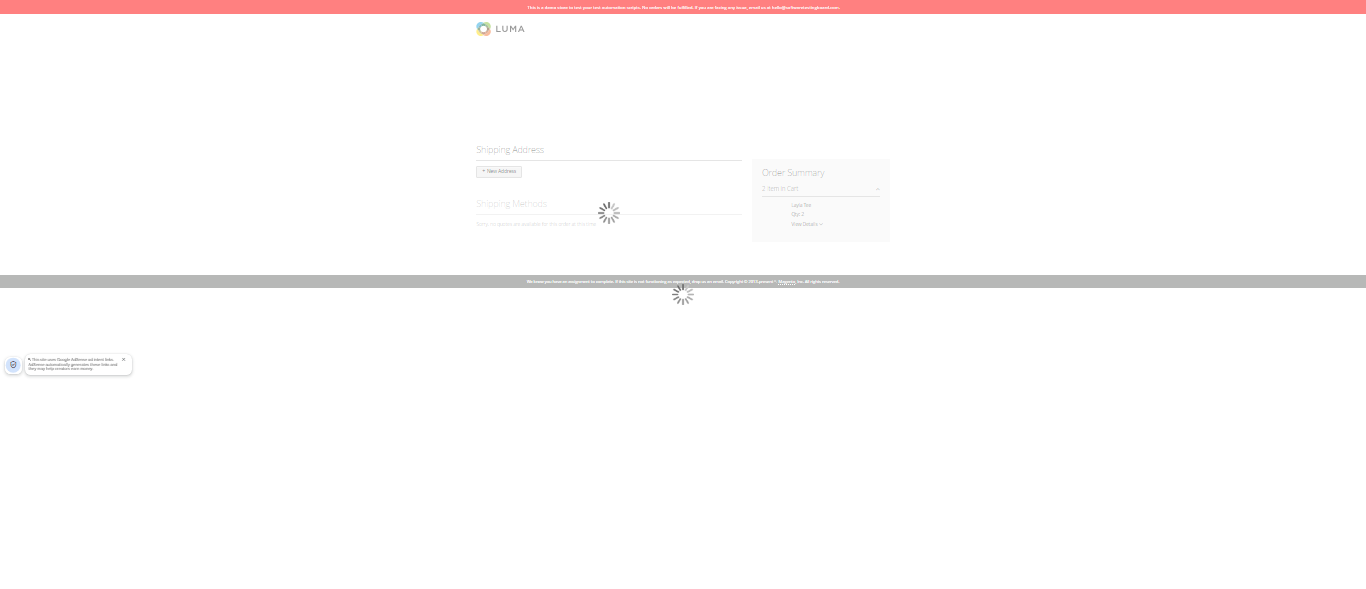 This is a demo store to test your test automation scripts. No orders will be fulfilled. If you are facing any issue, email us at hello@softwaretestingboard.com.
LUMA
Shipping Address
+ New Address
Shipping Methods
Sorry, no quotes are available for this order at this time
Order Summary
2 Item in Cart
Layla Tee
Qty: 2
View Details
We know you have an assignment to complete. If this site is not functioning as expected, drop us an email. Copyright © 2013-present Magento, Inc. All rights reserved.
This site uses Google AdSense ad intent links.
AdSense automatically generates these links and
they may help creators earn money.